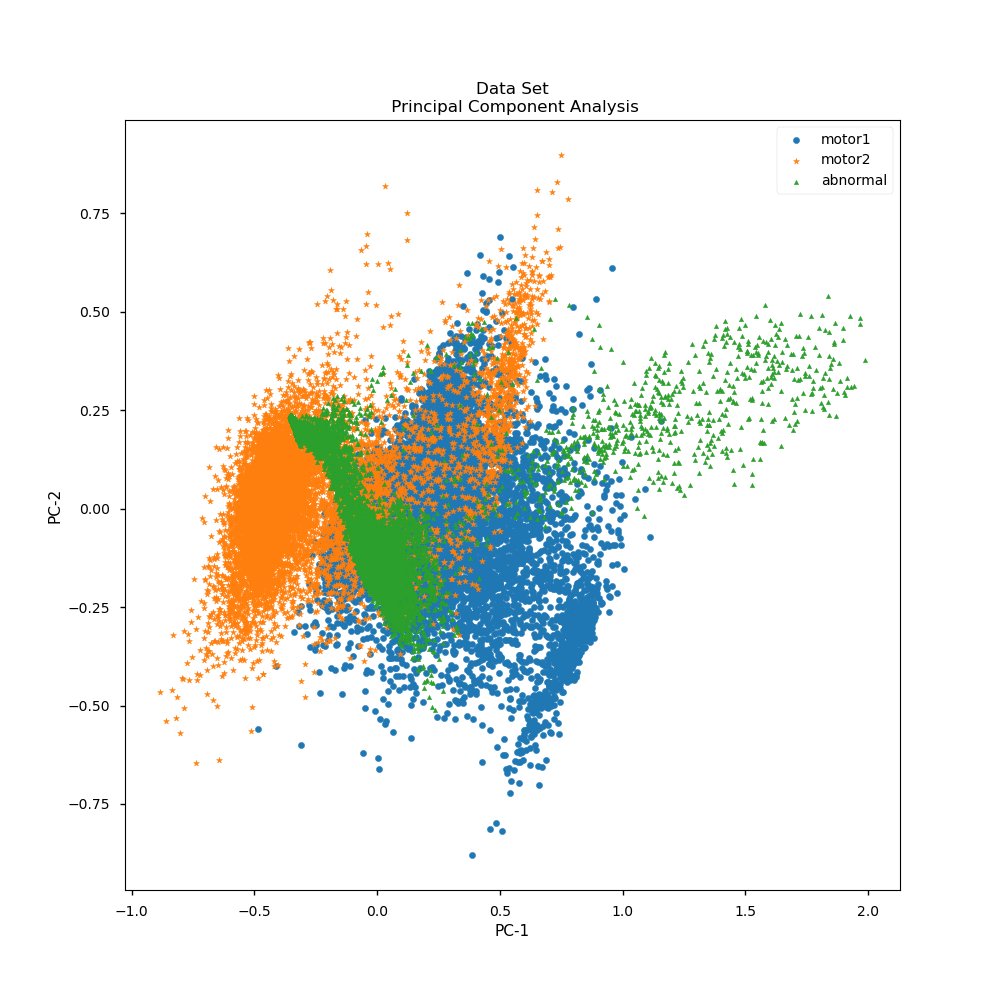 Data Set
Principal Component Analysis
motor1
motor2
abnormal
0.75
0.50
0.25
0.00
−0.25
−0.50
−0.75
PC-2
−1.0
−0.5
0.0
0.5
1.0
1.5
2.0
PC-1